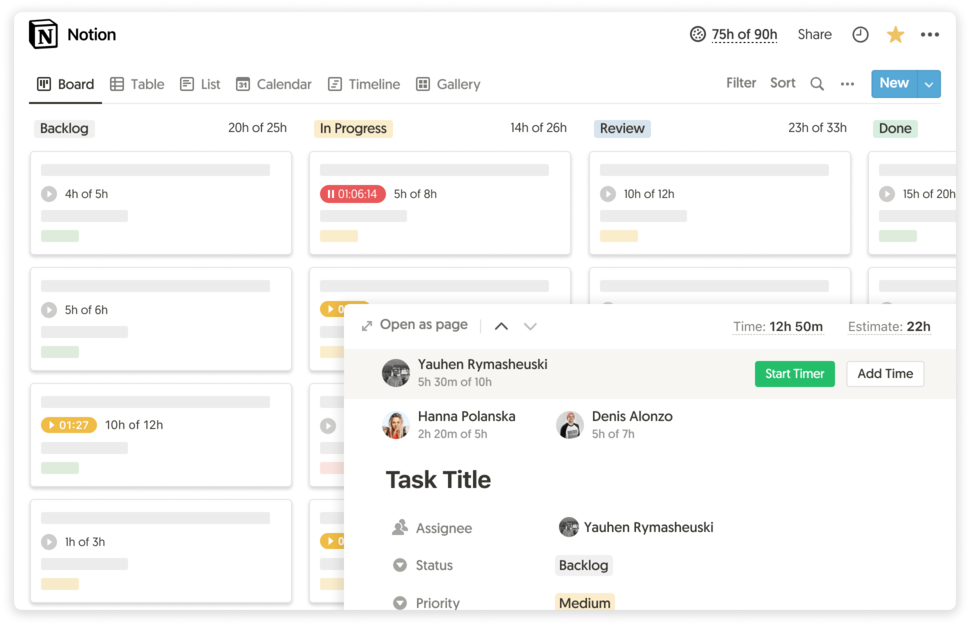 Notion
75h of 90h Share
Board Table List 31 Calendar Timeline Gallery
Filter Sort New
Backlog 20h of 25h
In Progress 14h of 26h
Review 23h of 33h
Done
4h of 5h
01:06:14 5h of 8h
10h of 12h
15h of 20h
5h of 6h
01:27 10h of 12h
1h of 3h
Open as page
Time: 12h 50m Estimate: 22h
Yauhen Rymasheuski
5h 30m of 10h
Start Timer Add Time
Hanna Polanska
2h 20m of 5h
Denis Alonzo
5h of 7h
Task Title
Assignee Yauhen Rymasheuski
Status Backlog
Priority Medium